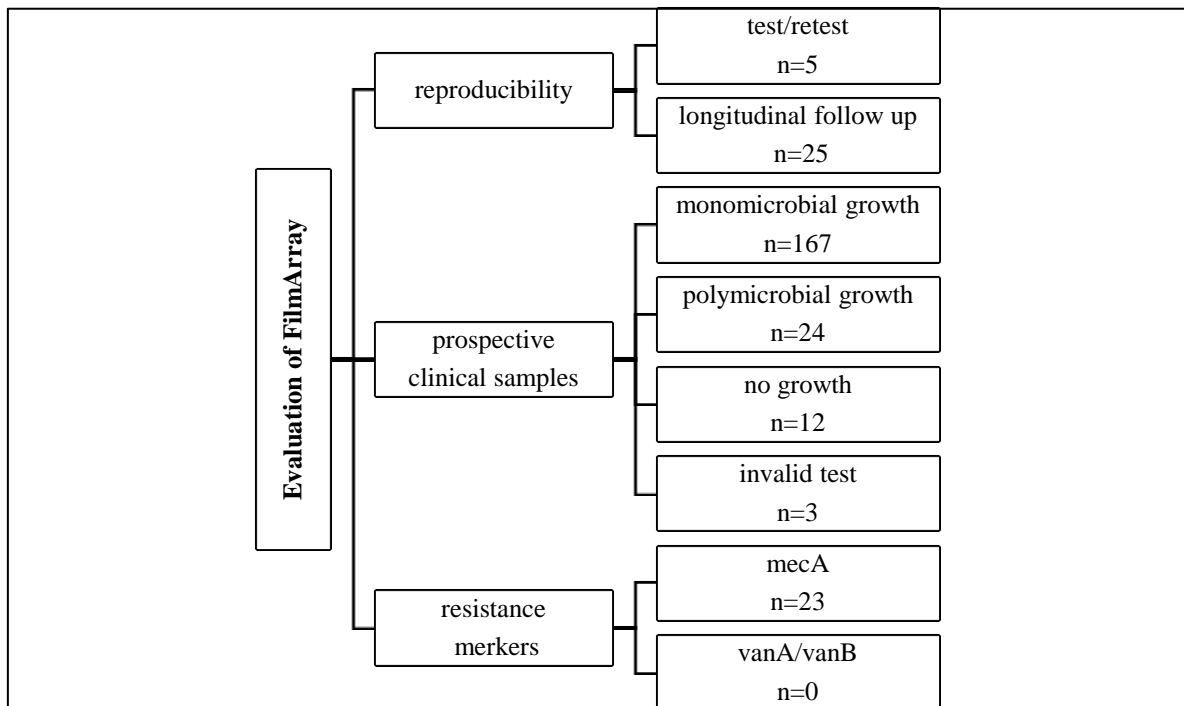 Evaluation of FilmArray
reproducibility
test/retest
n=5
longitudinal follow up
n=25
prospective
clinical samples
monomicrobial growth
n=167
polymicrobial growth
n=24
no growth
n=12
invalid test
n=3
resistance
merkers
mecA
n=23
vanA/vanB
n=0